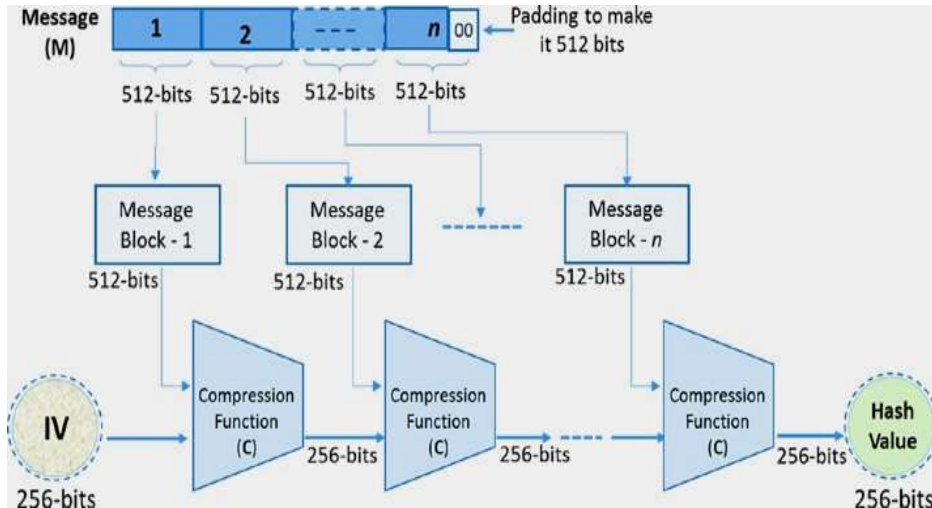 Message
(M)
1
2
---
n
00
Padding to make
it 512 bits
512-bits
512-bits
512-bits
512-bits
Message
Block - 1
Message
Block - 2
Message
Block- n
512-bits
512-bits
512-bits
IV
Compression
Function
(C)
Compression
Function
(C)
Compression
Function
(C)
Hash
Value
256-bits
256-bits
256-bits
256-bits
256-bits